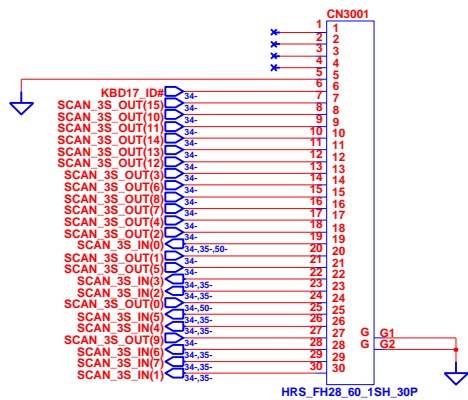 CN3001
1 1
2 2
3 3
4 4
5 5
KBD17_ID# 34- 6 6
SCAN_3S_OUT(15) 34- 7 7
SCAN_3S_OUT(10) 34- 8 8
SCAN_3S_OUT(11) 34- 9 9
SCAN_3S_OUT(14) 34- 10 10
SCAN_3S_OUT(13) 34- 11 11
SCAN_3S_OUT(12) 34- 12 12
SCAN_3S_OUT(3) 34- 13 13
SCAN_3S_OUT(6) 34- 14 14
SCAN_3S_OUT(8) 34- 15 15
SCAN_3S_OUT(7) 34- 16 16
SCAN_3S_OUT(4) 34- 17 17
SCAN_3S_OUT(2) 34- 18 18
SCAN_3S_IN(0) 34-,35-,50- 19 19
SCAN_3S_OUT(1) 34- 20 20
SCAN_3S_OUT(5) 34- 21 21
SCAN_3S_IN(3) 34-,35- 22 22
SCAN_3S_IN(2) 34-,35- 23 23
SCAN_3S_OUT(0) 34-,50- 24 24
SCAN_3S_IN(5) 34-,35- 25 25
SCAN_3S_IN(4) 34-,35- 26 26
SCAN_3S_OUT(9) 34- 27 27 G G1
SCAN_3S_IN(6) 34-,35- 28 28 G G2
SCAN_3S_IN(7) 34-,35- 29 29
SCAN_3S_IN(1) 34-,35- 30 30
HRS_FH28_60_1SH_30P